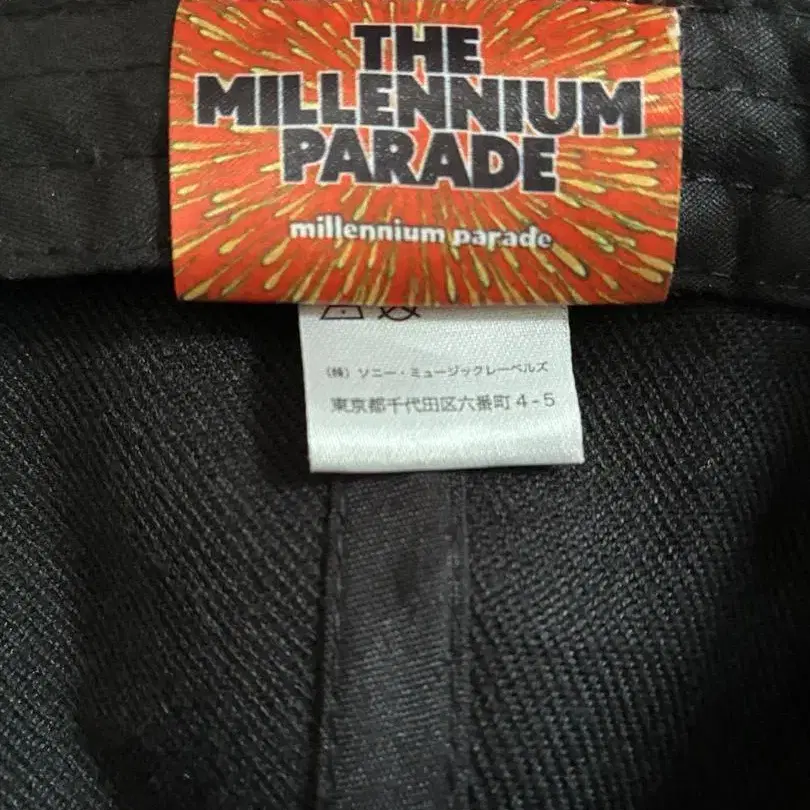 THE
MILLENNIUM
PARADE
millennium parade
(株) ソニー・ミュージックレーベルズ
東京都千代田区六番町4-5